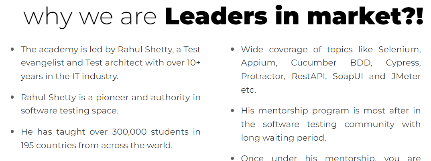 why we are Leaders in market?!
The academy is led by Rahul Shetty, a Test
evangelist and Test architect with over 10+
years in the IT industry.
Rahul Shetty is a pioneer and authority in
software testing space.
He has taught over 300,000 students in
195 countries from across the world.
Wide coverage of topics like Selenium,
Appium, Cucumber BDD, Cypress,
Protractor, RestAPI, SoapUI and JMeter
etc.
His mentorship program is most after in
the software testing community with
long waiting period.
Once under his mentorship, you are